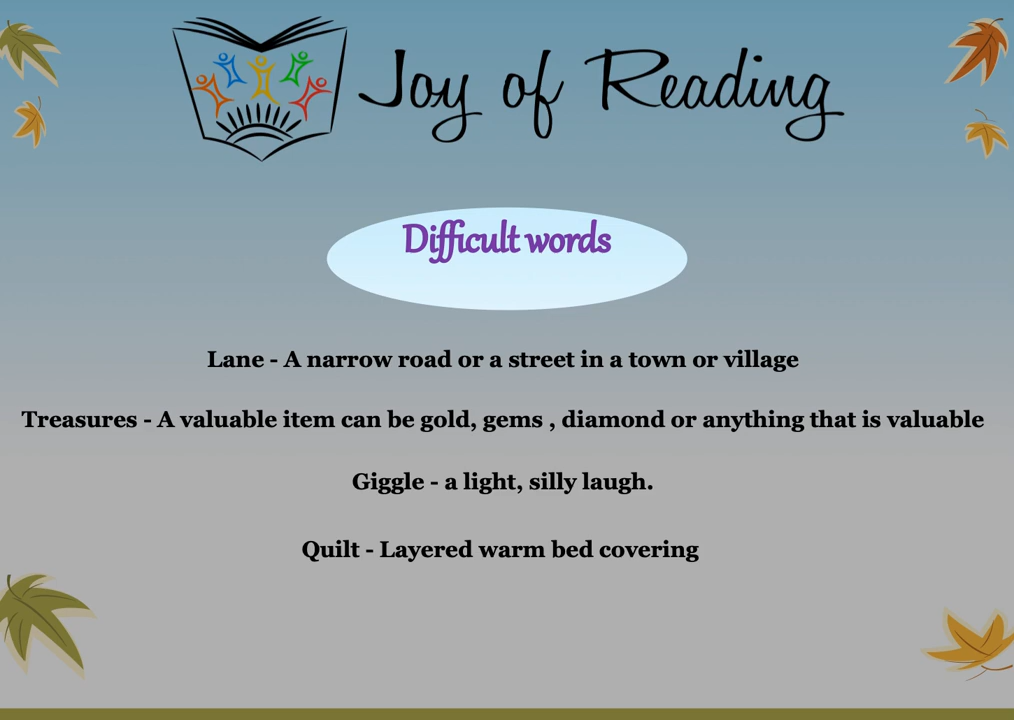 Joy of Reading
Difficult words
Lane - A narrow road or a street in a town or village
Treasures - A valuable item can be gold, gems , diamond or anything that is valuable
Giggle - a light, silly laugh.
Quilt - Layered warm bed covering